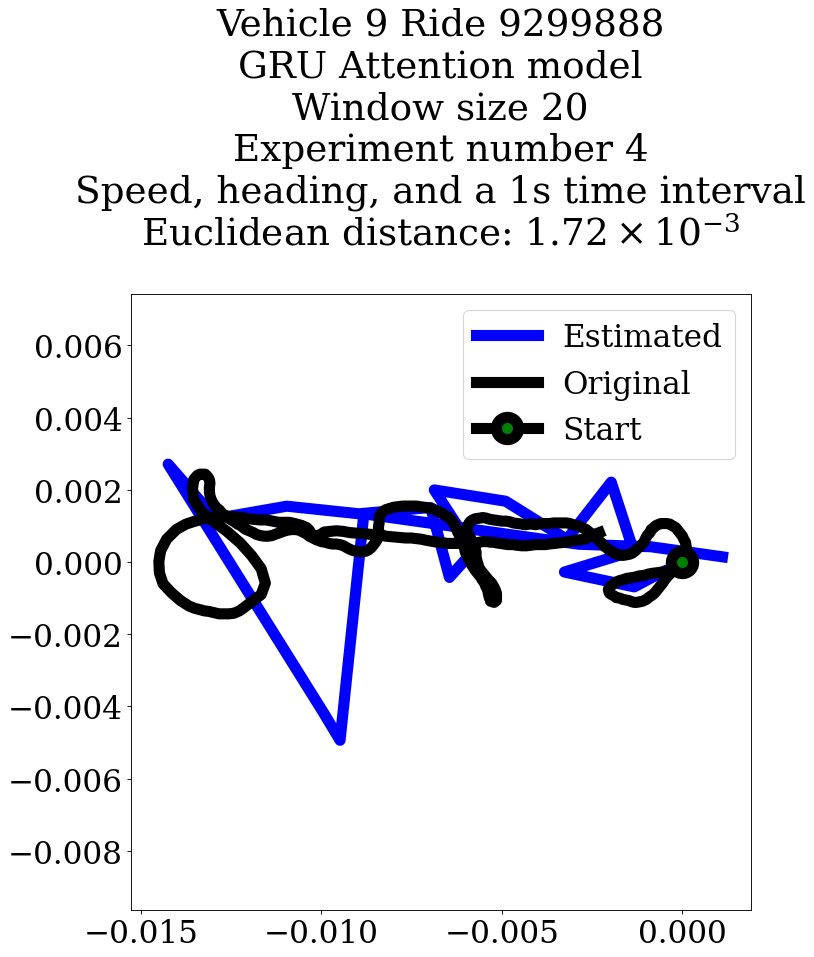 Vehicle 9 Ride 9299888
GRU Attention model
Window size 20
Experiment number 4
Speed, heading, and a 1s time interval
Euclidean distance: 1.72 × 10⁻³
Estimated
Original
Start
0.006
0.004
0.002
0.000
−0.002
−0.004
−0.006
−0.008
−0.015 −0.010 −0.005 0.000